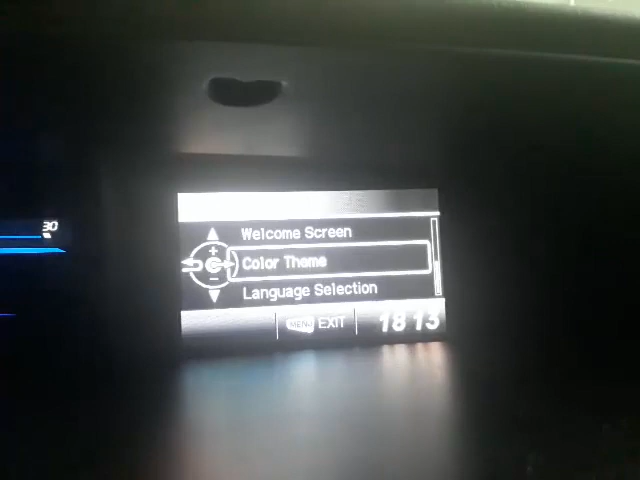 30
Welcome Screen
Color Theme
Language Selection
MENU EXIT
18 13